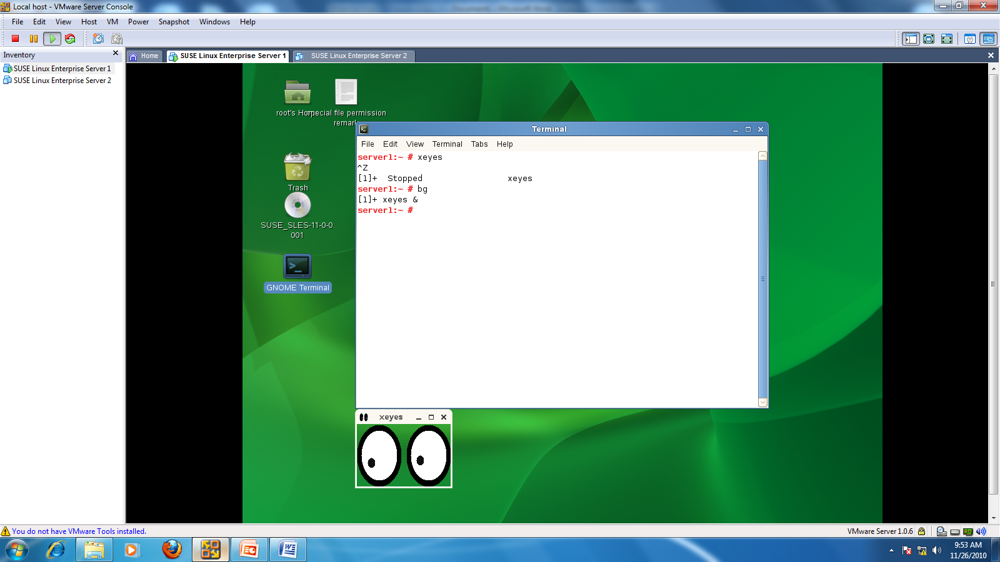 Local host - VMware Server Console
File Edit View Host VM Power Snapshot Windows Help
Inventory
SUSE Linux Enterprise Server 1
SUSE Linux Enterprise Server 2
Home
SUSE Linux Enterprise Server 1
SUSE Linux Enterprise Server 2
root's Hom
special file permission
remark
Trash
SUSE_SLES-11-0-0.
001
GNOME Terminal
Terminal
File Edit View Terminal Tabs Help
server1:~ # xeyes
^Z
[1]+  Stopped                 xeyes
server1:~ # bg
[1]+ xeyes &
server1:~ #
xeyes
You do not have VMware Tools installed.
VMware Server 1.0.6
9:53 AM
11/26/2010